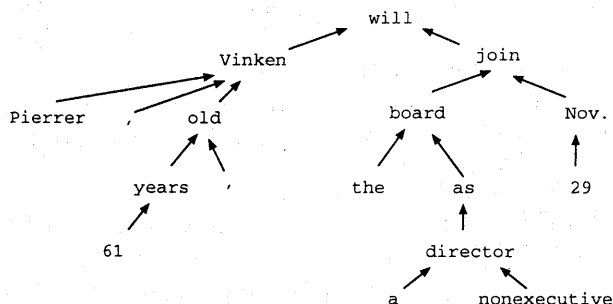 will
Vinken join
Pierrer , old board Nov.
years , the as 29
61 director
a nonexecutive